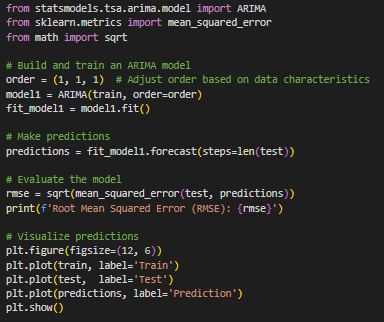 from statsmodels.tsa.arima.model import ARIMA
from sklearn.metrics import mean_squared_error
from math import sqrt

# Build and train an ARIMA model
order = (1, 1, 1)  # Adjust order based on data characteristics
model1 = ARIMA(train, order=order)
fit_model1 = model1.fit()

# Make predictions
predictions = fit_model1.forecast(steps=len(test))

# Evaluate the model
rmse = sqrt(mean_squared_error(test, predictions))
print(f'Root Mean Squared Error (RMSE): {rmse}')

# Visualize predictions
plt.figure(figsize=(12, 6))
plt.plot(train, label='Train')
plt.plot(test,  label='Test')
plt.plot(predictions, label='Prediction')
plt.show()